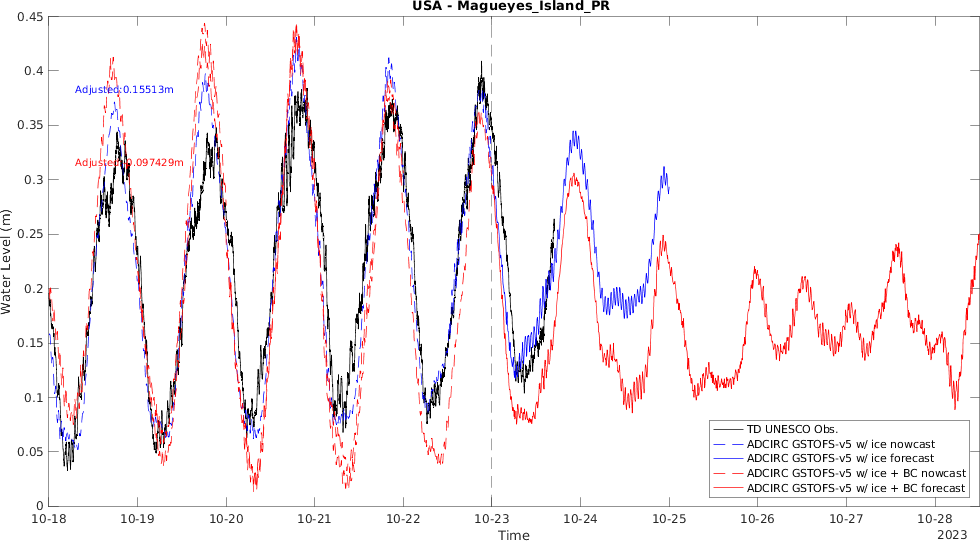 USA - Magueyes_Island_PR
0.45
0.4
0.35
0.3
0.25
0.2
0.15
0.1
0.05
0
Water Level (m)
Adjusted:0.15513m
Adjusted:0.097429m
TD UNESCO Obs.
ADCIRC GSTOFS-v5 w/ ice nowcast
ADCIRC GSTOFS-v5 w/ ice forecast
ADCIRC GSTOFS-v5 w/ ice + BC nowcast
ADCIRC GSTOFS-v5 w/ ice + BC forecast
10-18 10-19 10-20 10-21 10-22 10-23 10-24 10-25 10-26 10-27 10-28
2023
Time